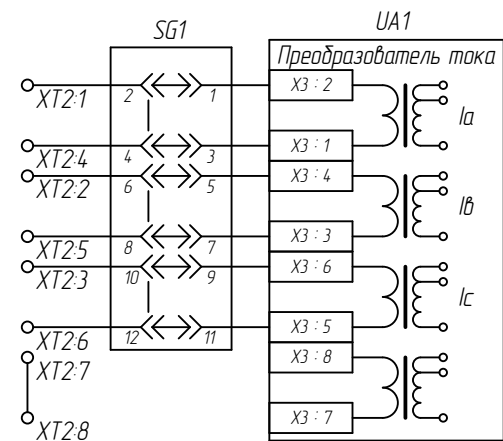 SG1
UA1
Преобразователь тока
XT2:1
2
1
X3 : 2
Ia
XT2:4
4
3
X3 : 1
XT2:2
6
5
X3 : 4
Iв
XT2:5
8
7
X3 : 3
XT2:3
10
9
X3 : 6
Ic
XT2:6
12
11
X3 : 5
XT2:7
X3 : 8
XT2:8
X3 : 7